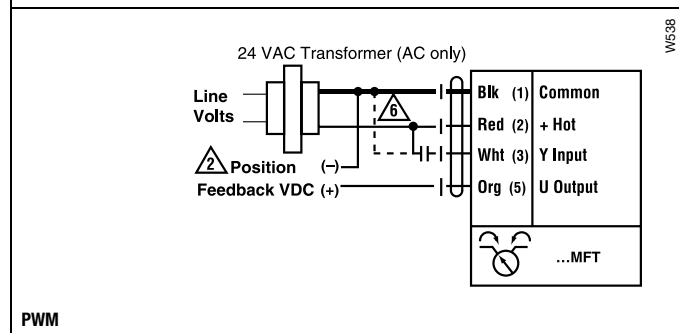 W538
24 VAC Transformer (AC only)
Line
Volts
6
Blk (1) Common
Red (2) + Hot
Wht (3) Y Input
Org (5) U Output
2 Position (–)
Feedback VDC (+)
...MFT
PWM